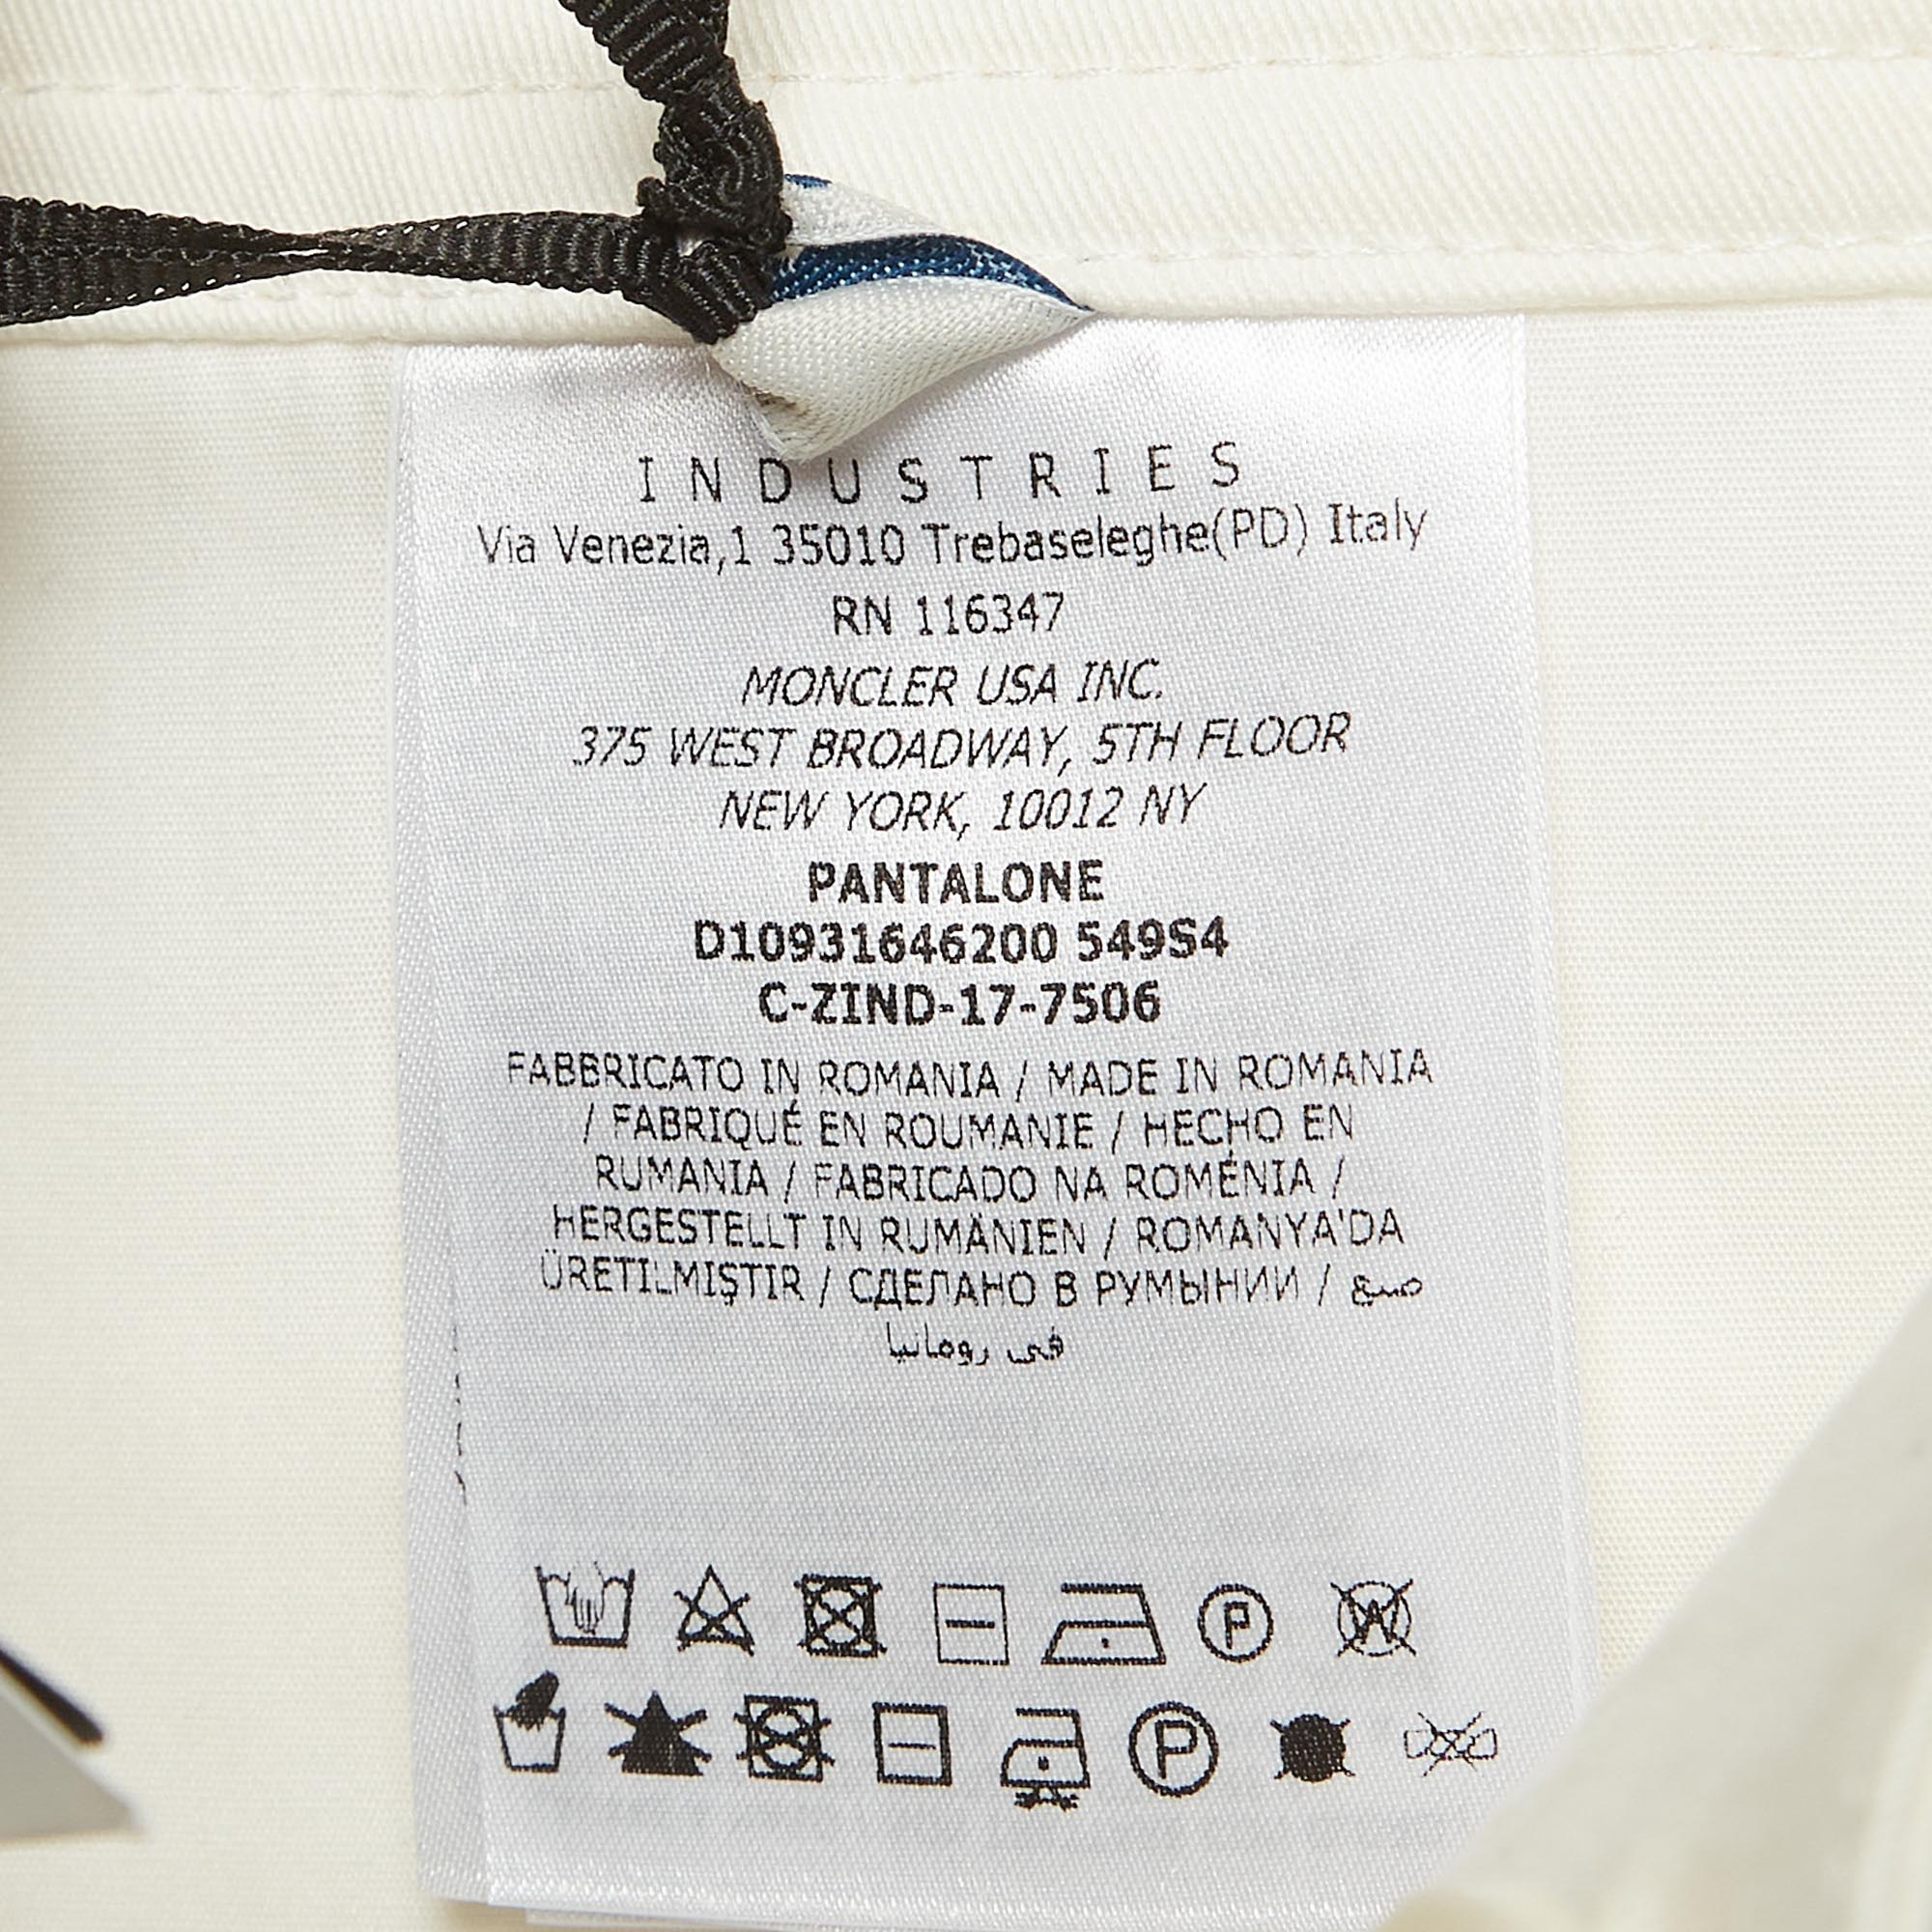 INDUSTRIES
Via Venezia,1 35010 Trebaseleghe(PD) Italy
RN 116347
MONCLER USA INC.
375 WEST BROADWAY, 5TH FLOOR
NEW YORK, 10012 NY
PANTALONE
D10931646200 549S4
C-ZIND-17-7506
FABBRICATO IN ROMANIA / MADE IN ROMANIA
/ FABRIQUÉ EN ROUMANIE / HECHO EN
RUMANIA / FABRICADO NA ROMÉNIA /
HERGESTELLT IN RUMÄNIEN / ROMANYA'DA
ÜRETILMIŞTIR / СДЕЛАНО В РУМЫНИИ / صنع
فى رومانيا
P W
P